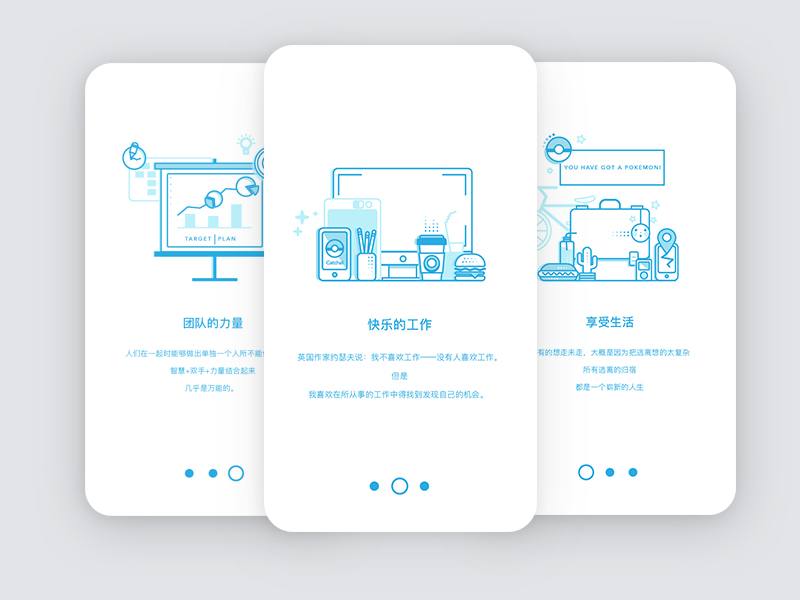 TARGET PLAN
团队的力量
人们在一起时能够做出单独一个人所不能
智慧+双手+力量结合起来
几乎是万能的。
Gotcha!
快乐的工作
英国作家约瑟夫说：我不喜欢工作——没有人喜欢工作。
但是
我喜欢在所从事的工作中得找到发现自己的机会。
YOU HAVE GOT A POKEMON!
享受生活
有的想走未走，大概是因为把逃离想的太复杂
所有逃离的归宿
都是一个崭新的人生